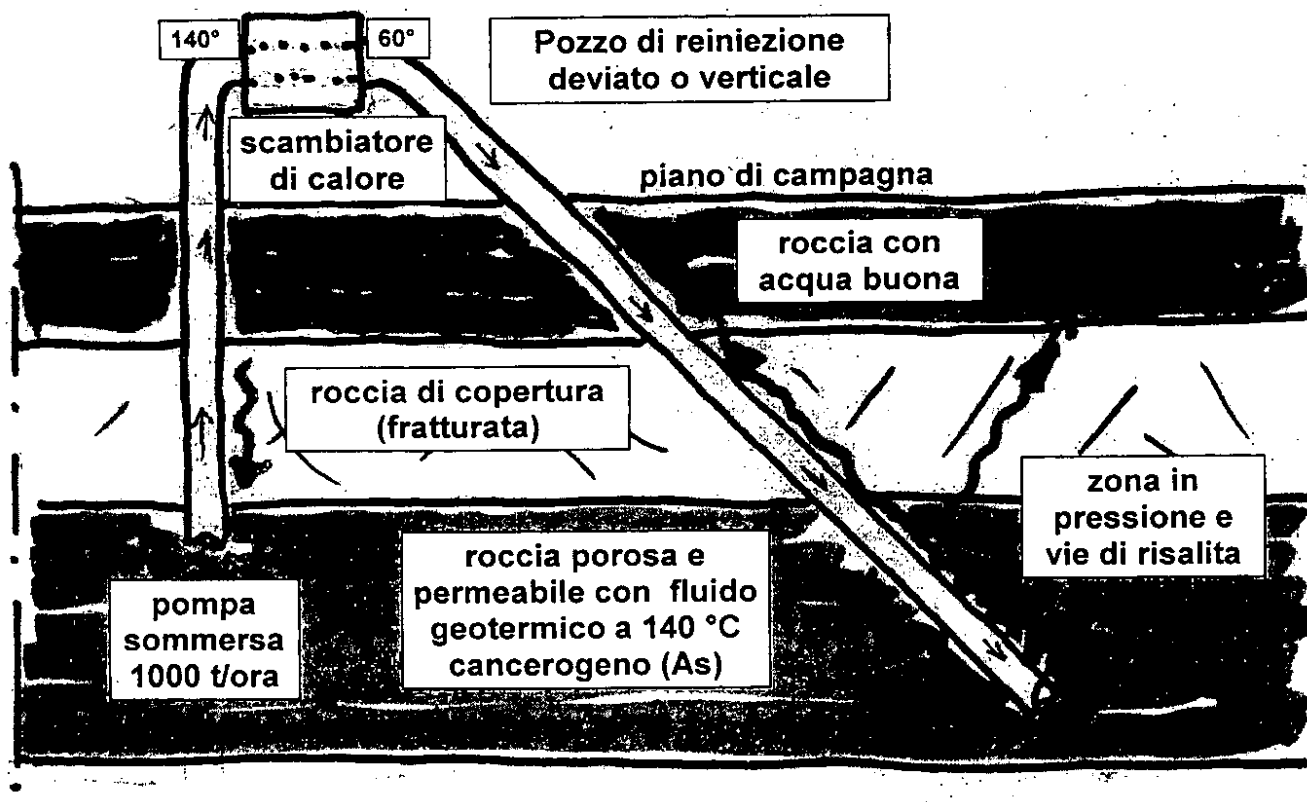 140°
60°
Pozzo di reiniezione
deviato o verticale
scambiatore
di calore
piano di campagna
roccia con
acqua buona
roccia di copertura
(fratturata)
zona in
pressione e
vie di risalita
roccia porosa e
permeabile con fluido
geotermico a 140 °C
cancerogeno (As)
pompa
sommersa
1000 t/ora